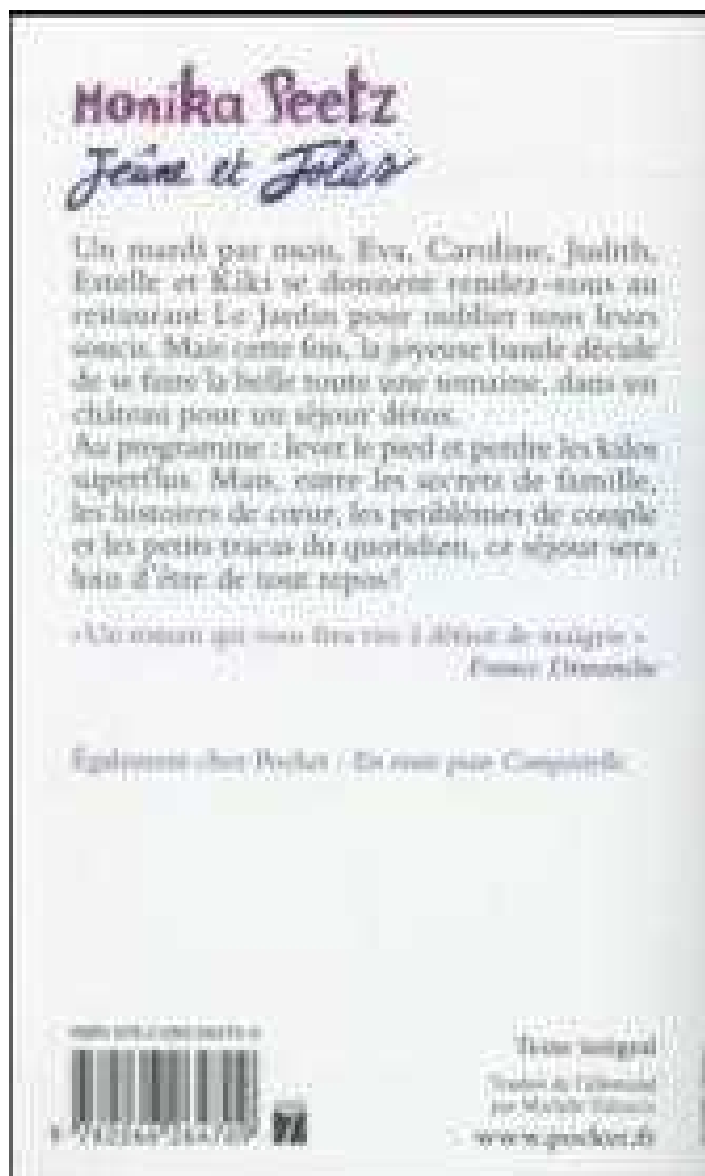 Monika Peetz
Jeûne et Jolies
Un mardi par mois, Eva, Caroline, Judith,
Estelle et Kiki se donnent rendez-vous au
restaurant Le Jardin pour oublier tous leurs
soucis. Mais cette fois, la joyeuse bande décide
de se faire la belle toute une semaine, dans un
château pour un séjour détox.
Au programme : lever le pied et perdre les kilos
superflus. Mais, entre les secrets de famille,
les histoires de cœur, les problèmes de couple
et les petits tracas du quotidien, ce séjour sera
loin d'être de tout repos !
« Un roman qui vous fera rire à défaut de maigrir. »
France Dimanche
Également chez Pocket : En route pour Compostelle
Texte intégral
Traduit de l'allemand
par Michèle
www.pocket.fr